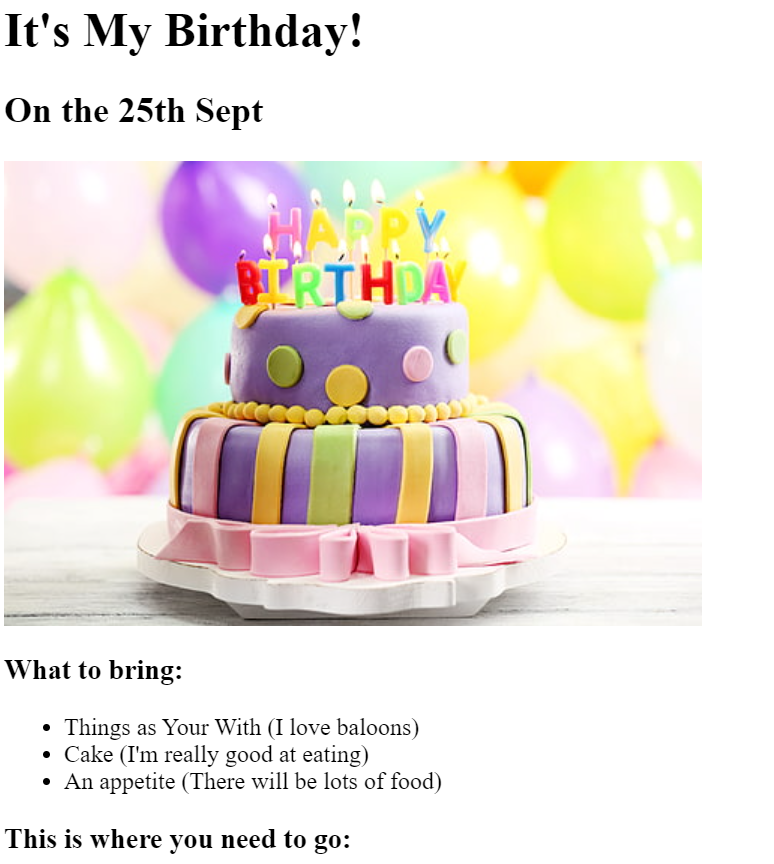 It's My Birthday!
On the 25th Sept
HAPPY
BIRTHDAY
What to bring:
Things as Your With (I love baloons)
Cake (I'm really good at eating)
An appetite (There will be lots of food)
This is where you need to go: